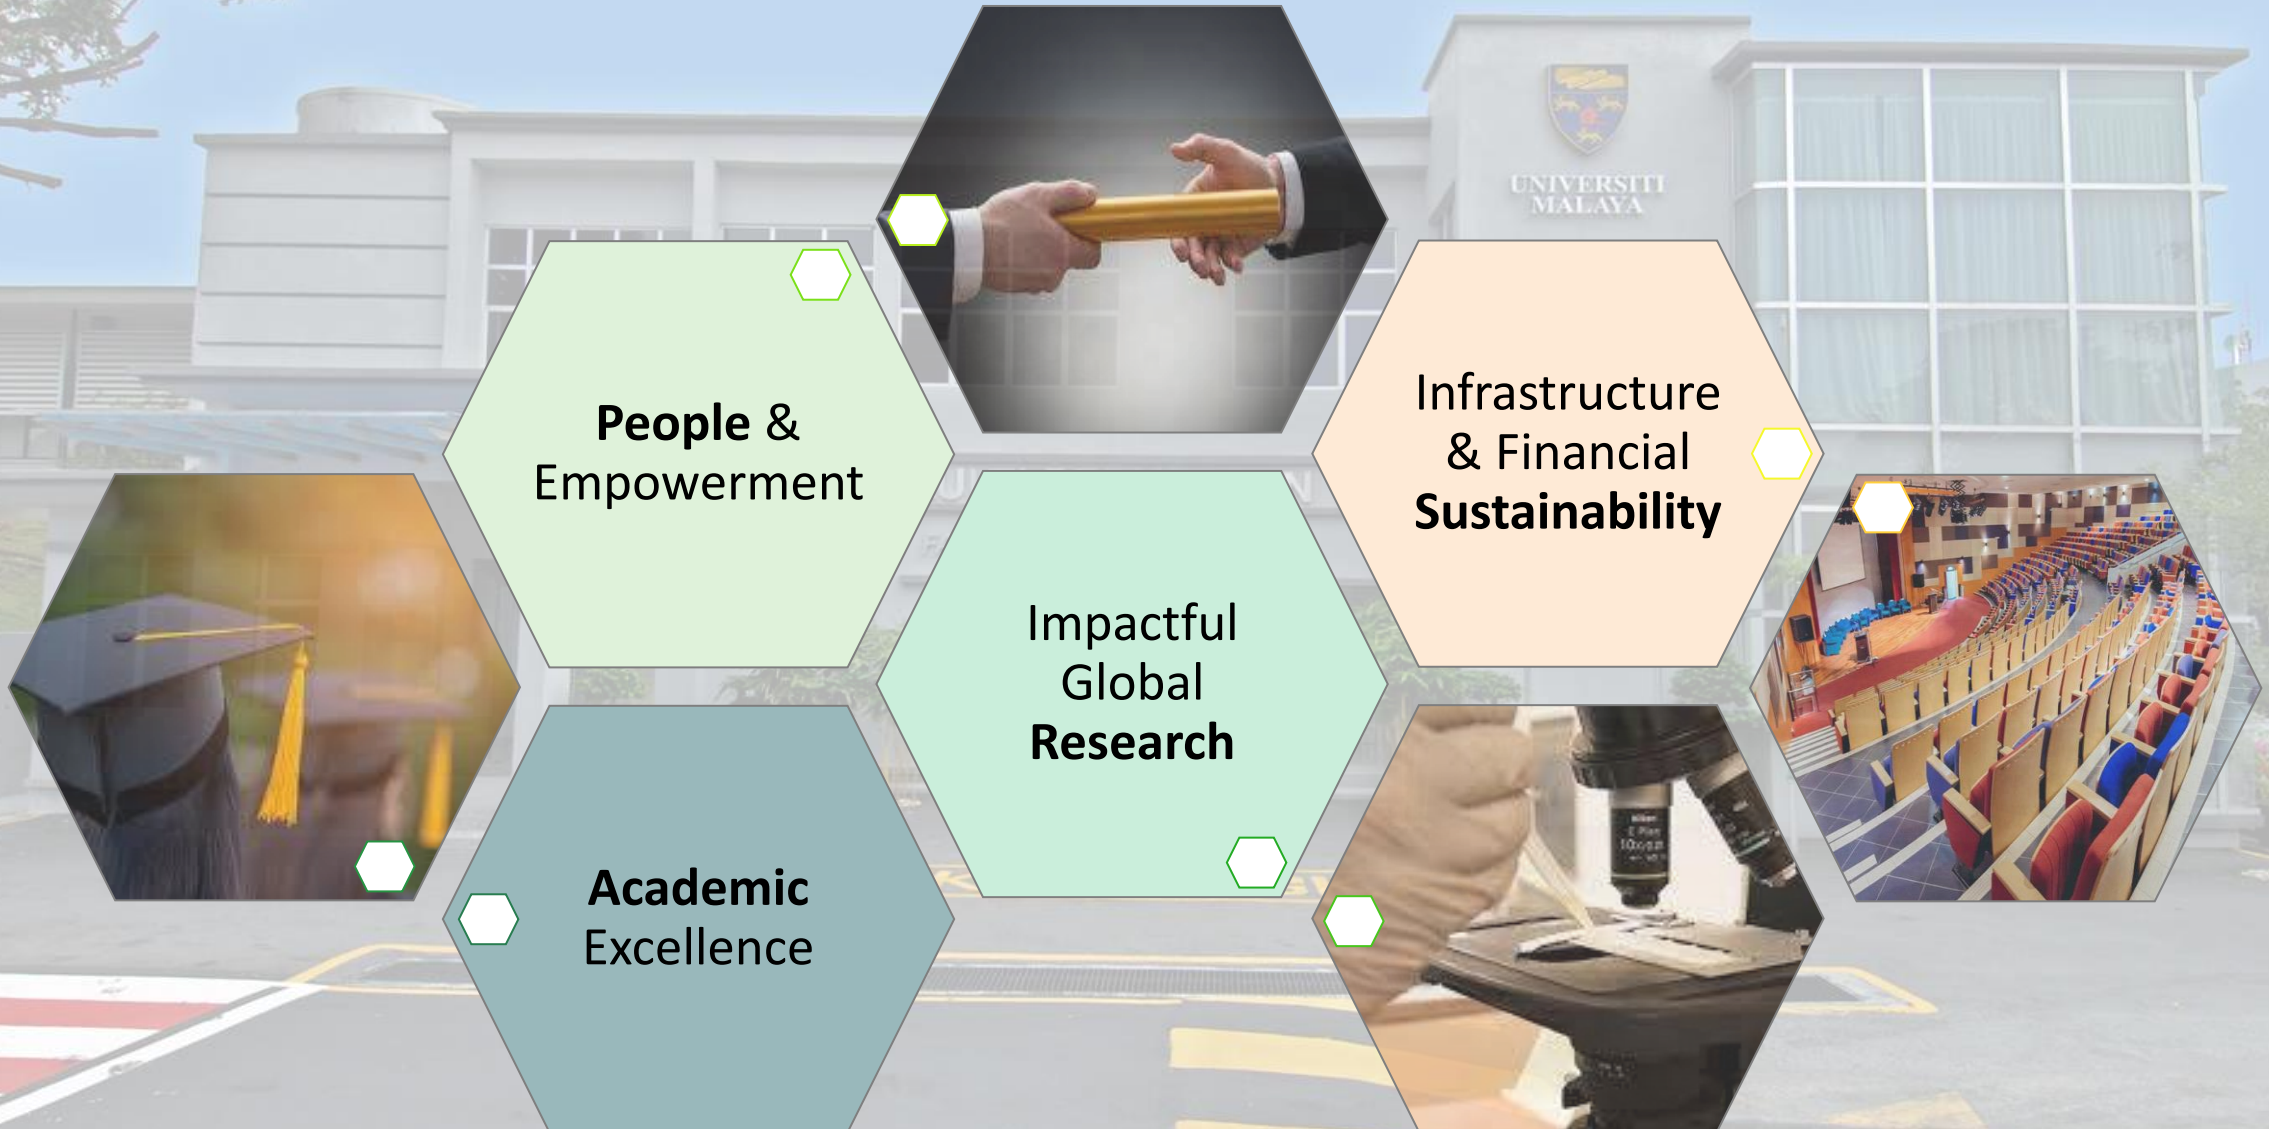 UNIVERSITI
MALAYA
People &
Empowerment
Infrastructure
& Financial
Sustainability
Impactful
Global
Research
Academic
Excellence